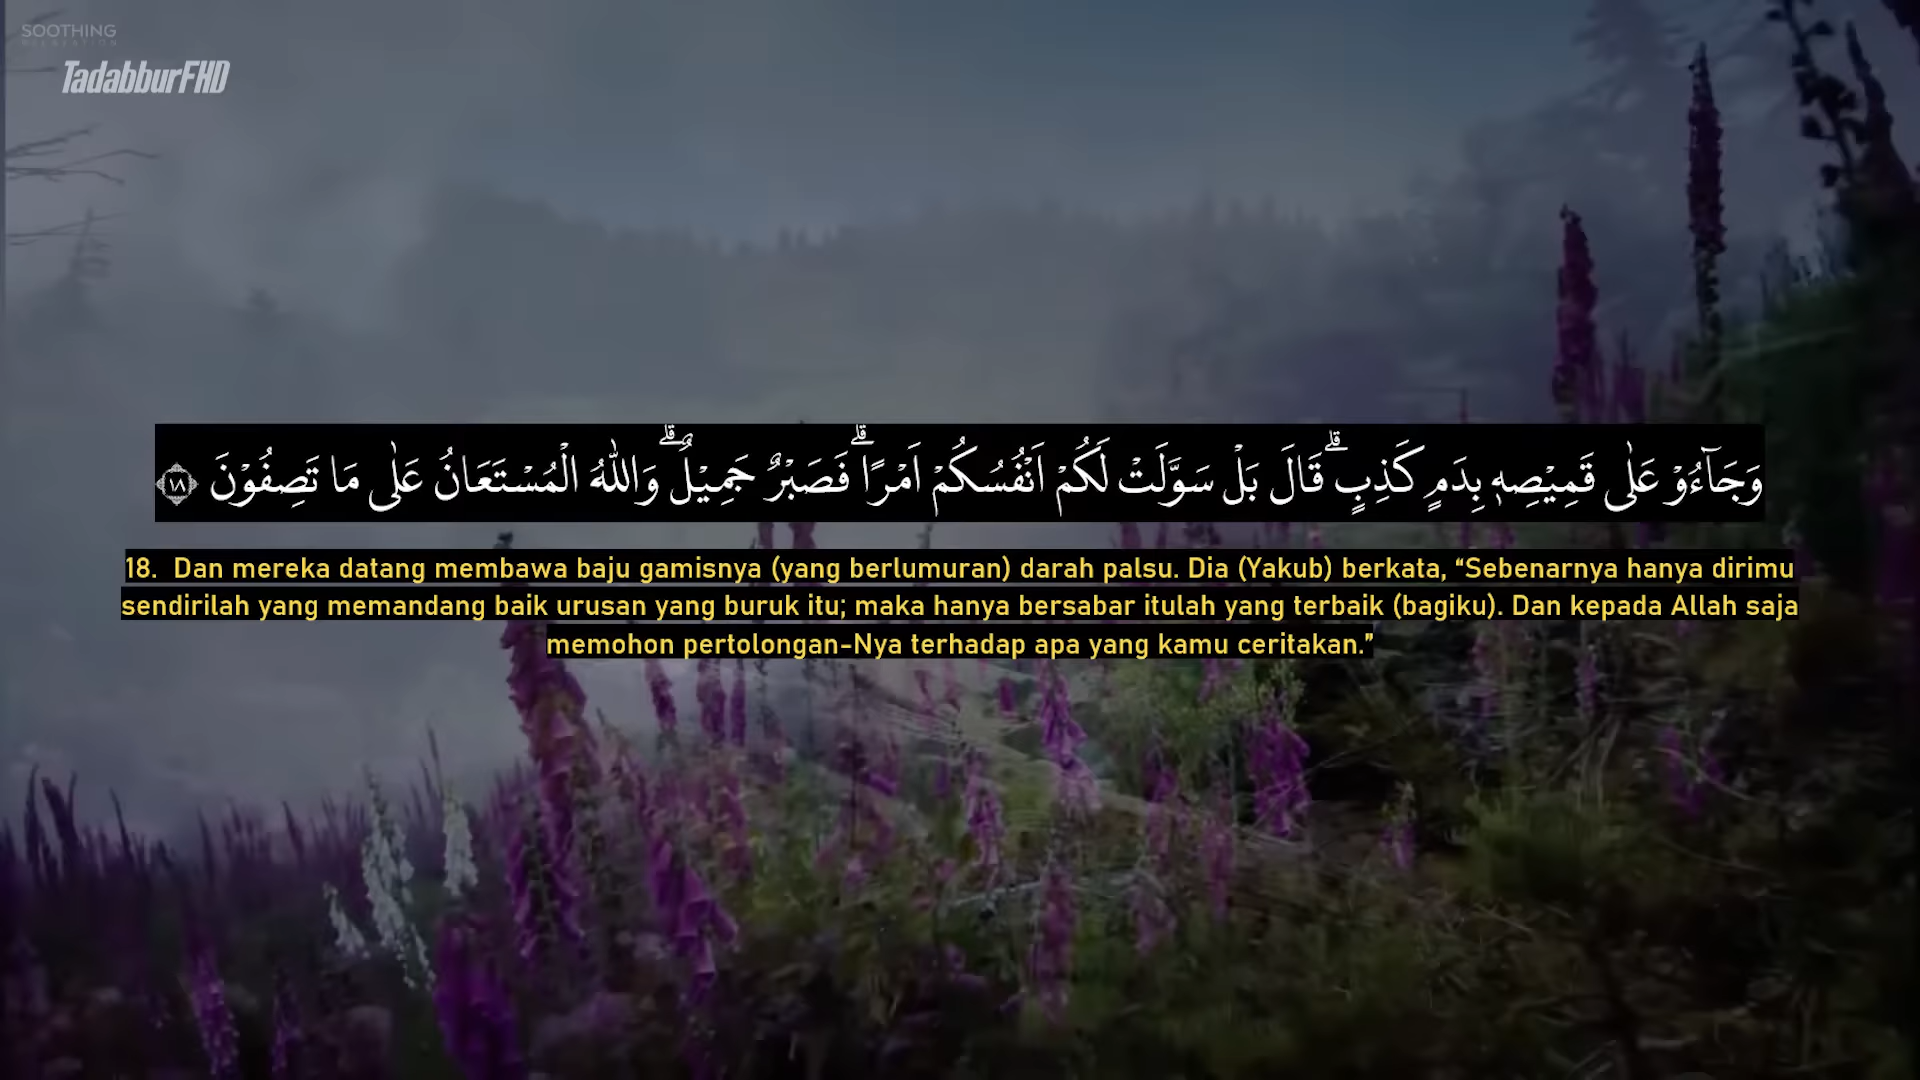 SOOTHING
RELAXATION
TadabburFHD
وَجَاۤءُوْ عَلٰى قَمِيْصِهٖ بِدَمٍ كَذِبٍۗ قَالَ بَلْ سَوَّلَتْ لَكُمْ اَنْفُسُكُمْ اَمْرًاۗ فَصَبْرٌ جَمِيْلٌۗ وَاللّٰهُ الْمُسْتَعَانُ عَلٰى مَا تَصِفُوْنَ ١٨
18. Dan mereka datang membawa baju gamisnya (yang berlumuran) darah palsu. Dia (Yakub) berkata, “Sebenarnya hanya dirimu
sendirilah yang memandang baik urusan yang buruk itu; maka hanya bersabar itulah yang terbaik (bagiku). Dan kepada Allah saja
memohon pertolongan-Nya terhadap apa yang kamu ceritakan.”